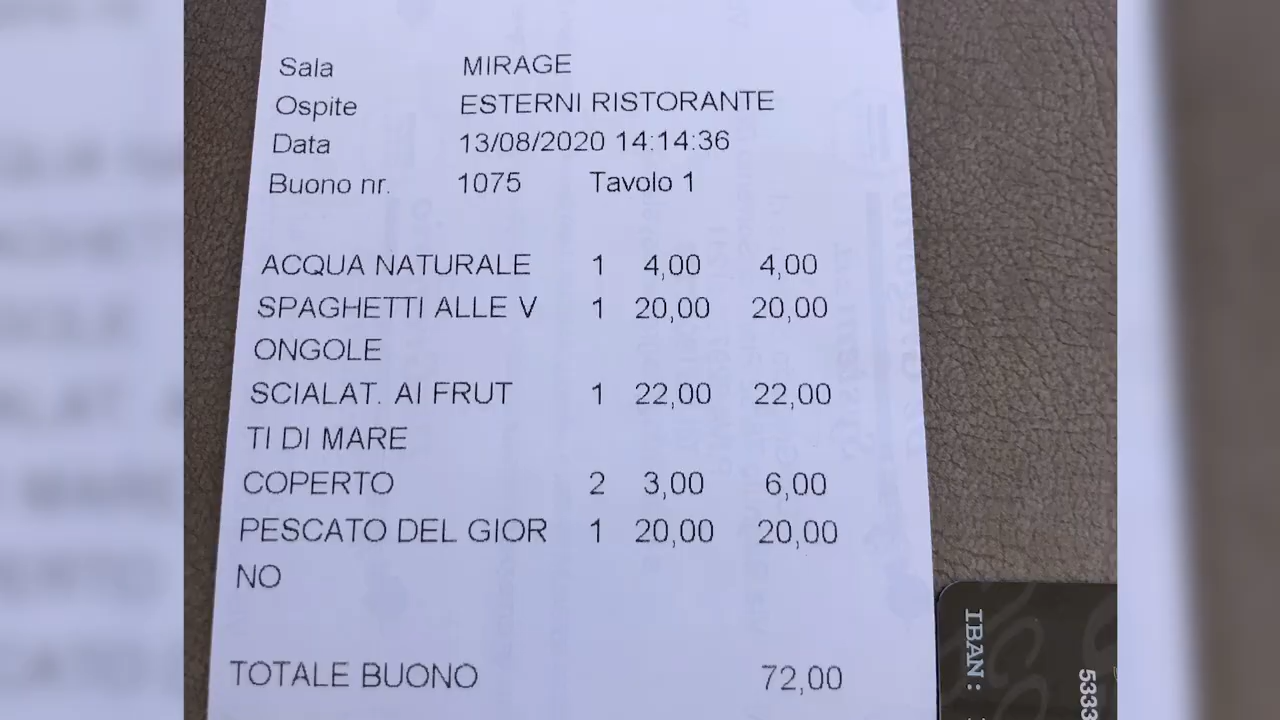 Sala MIRAGE
Ospite ESTERNI RISTORANTE
Data 13/08/2020 14:14:36
Buono nr. 1075 Tavolo 1
ACQUA NATURALE 1 4,00 4,00
SPAGHETTI ALLE V 1 20,00 20,00
ONGOLE
SCIALAT. AI FRUT 1 22,00 22,00
TI DI MARE
COPERTO 2 3,00 6,00
PESCATO DEL GIOR 1 20,00 20,00
NO
TOTALE BUONO 72,00
IBAN:
5333